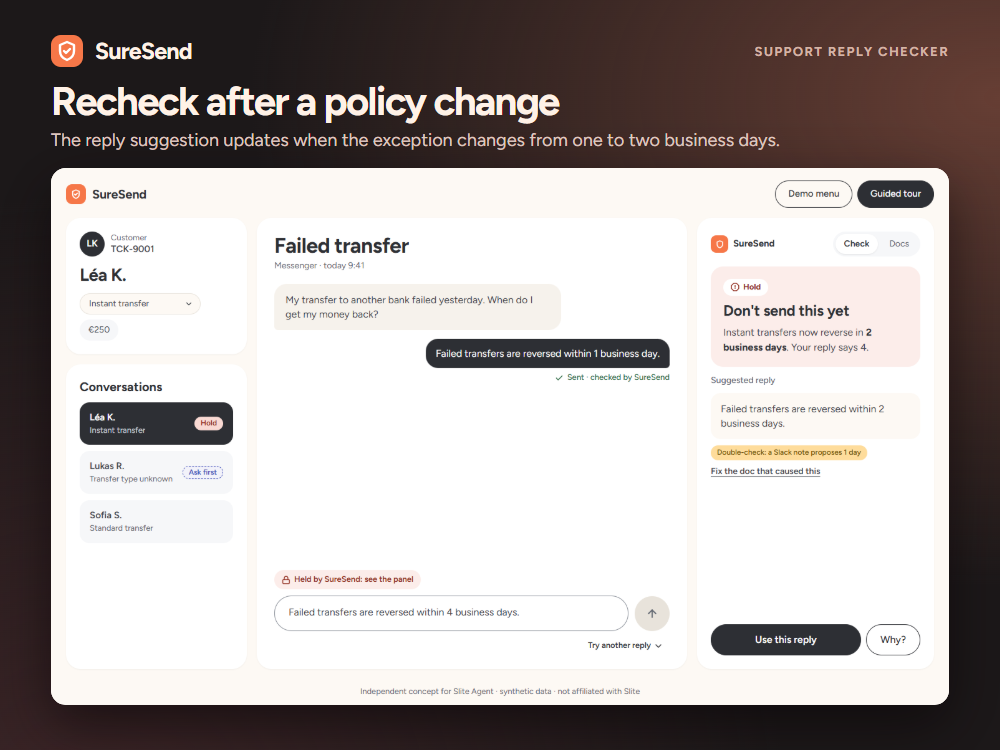 SureSend
SUPPORT REPLY CHECKER
Recheck after a policy change
The reply suggestion updates when the exception changes from one to two business days.
SureSend
Demo menu
Guided tour
LK
Customer
TCK-9001
Léa K.
Instant transfer
€250
Conversations
Léa K.
Instant transfer
Hold
Lukas R.
Transfer type unknown
Ask first
Sofia S.
Standard transfer
Failed transfer
Messenger · today 9:41
My transfer to another bank failed yesterday. When do I
get my money back?
Failed transfers are reversed within 1 business day.
Sent · checked by SureSend
Held by SureSend: see the panel
Failed transfers are reversed within 4 business days.
Try another reply
SureSend
Check
Docs
Hold
Don't send this yet
Instant transfers now reverse in 2
business days. Your reply says 4.
Suggested reply
Failed transfers are reversed within 2
business days.
Double-check: a Slack note proposes 1 day
Fix the doc that caused this
Use this reply
Why?
Independent concept for Slite Agent · synthetic data · not affiliated with Slite